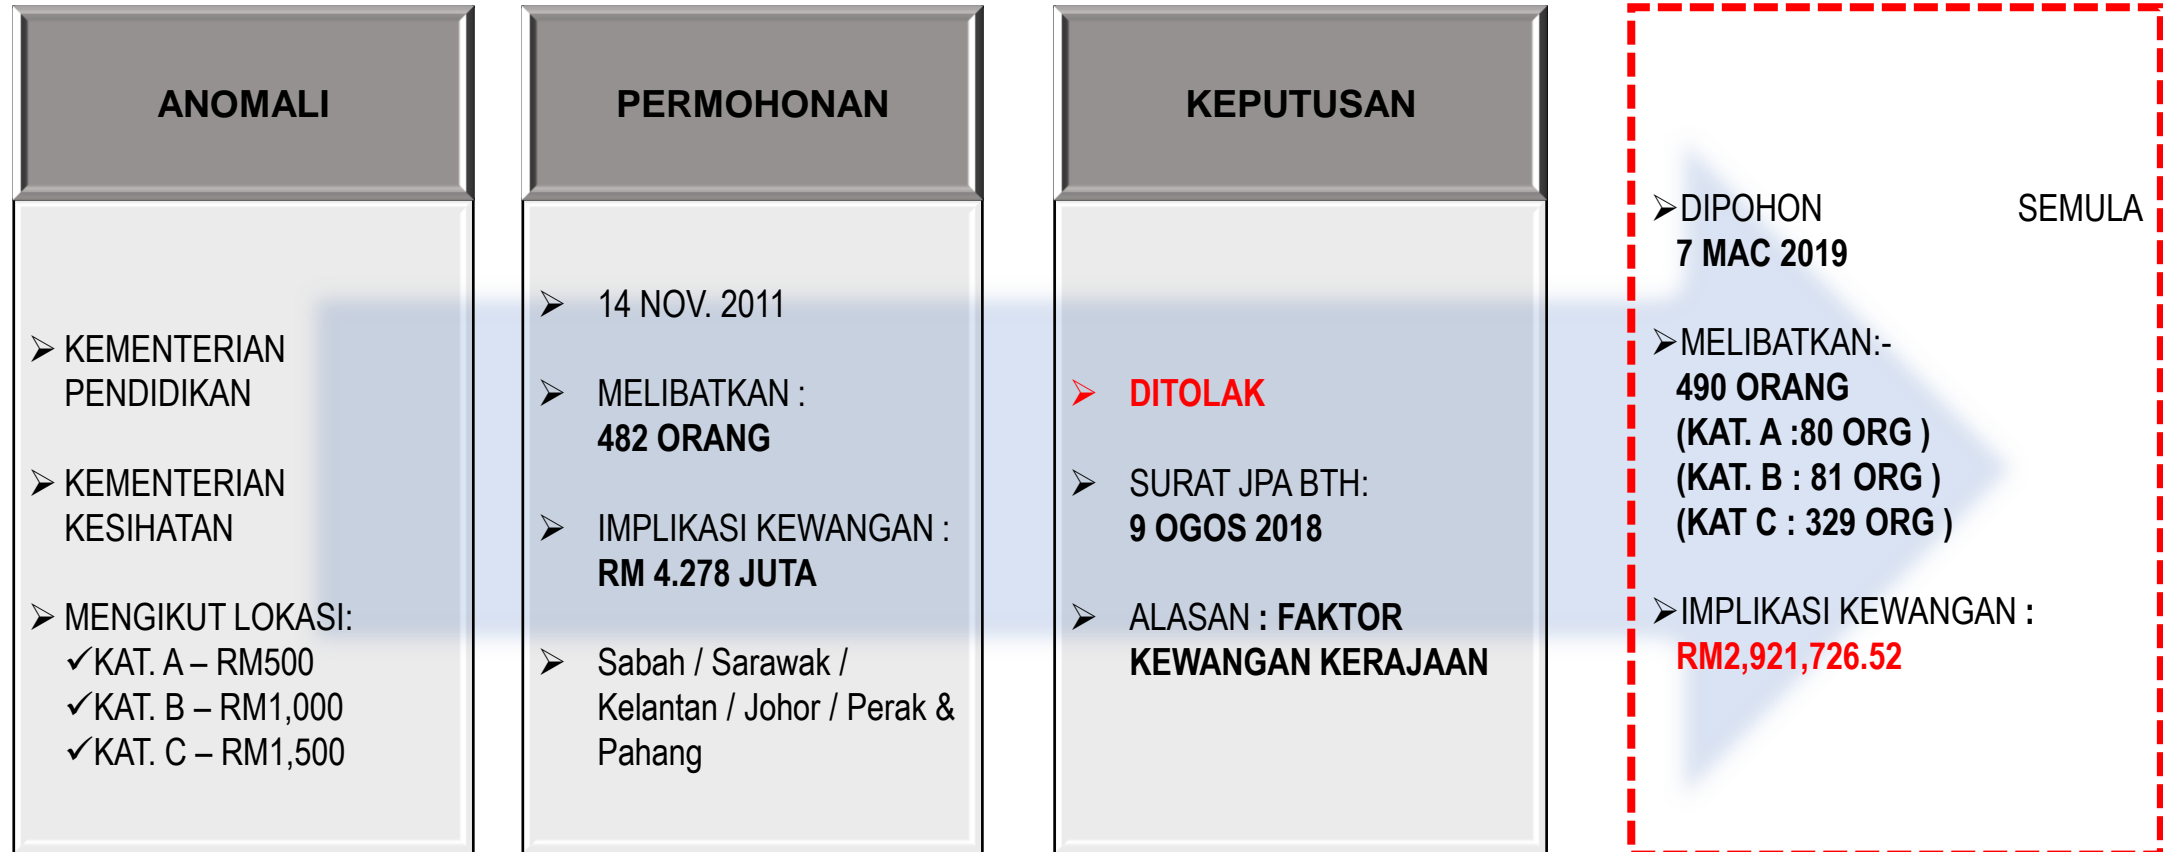 ANOMALI
➢ KEMENTERIAN
PENDIDIKAN
➢ KEMENTERIAN
KESIHATAN
➢ MENGIKUT LOKASI:
✓KAT. A – RM500
✓KAT. B – RM1,000
✓KAT. C – RM1,500
PERMOHONAN
➢ 14 NOV. 2011
➢ MELIBATKAN :
482 ORANG
➢ IMPLIKASI KEWANGAN :
RM 4.278 JUTA
➢ Sabah / Sarawak /
Kelantan / Johor / Perak &
Pahang
KEPUTUSAN
➢ DITOLAK
➢ SURAT JPA BTH:
9 OGOS 2018
➢ ALASAN : FAKTOR
KEWANGAN KERAJAAN
➢DIPOHON SEMULA
7 MAC 2019
➢MELIBATKAN:-
490 ORANG
(KAT. A :80 ORG )
(KAT. B : 81 ORG )
(KAT C : 329 ORG )
➢IMPLIKASI KEWANGAN :
RM2,921,726.52